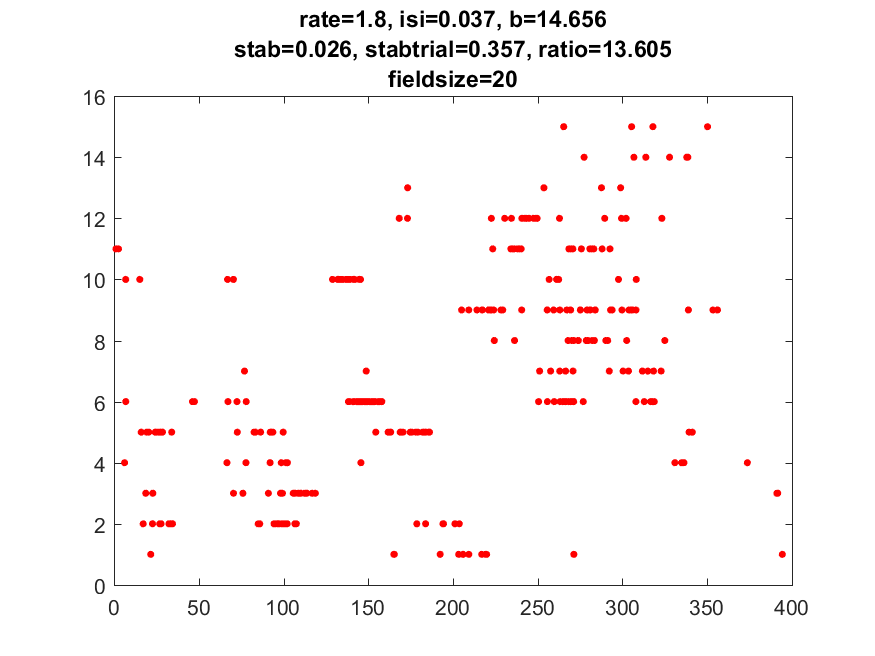 rate=1.8, isi=0.037, b=14.656
stab=0.026, stabtrial=0.357, ratio=13.605
fieldsize=20
16
14
12
10
8
6
4
2
0
0 50 100 150 200 250 300 350 400